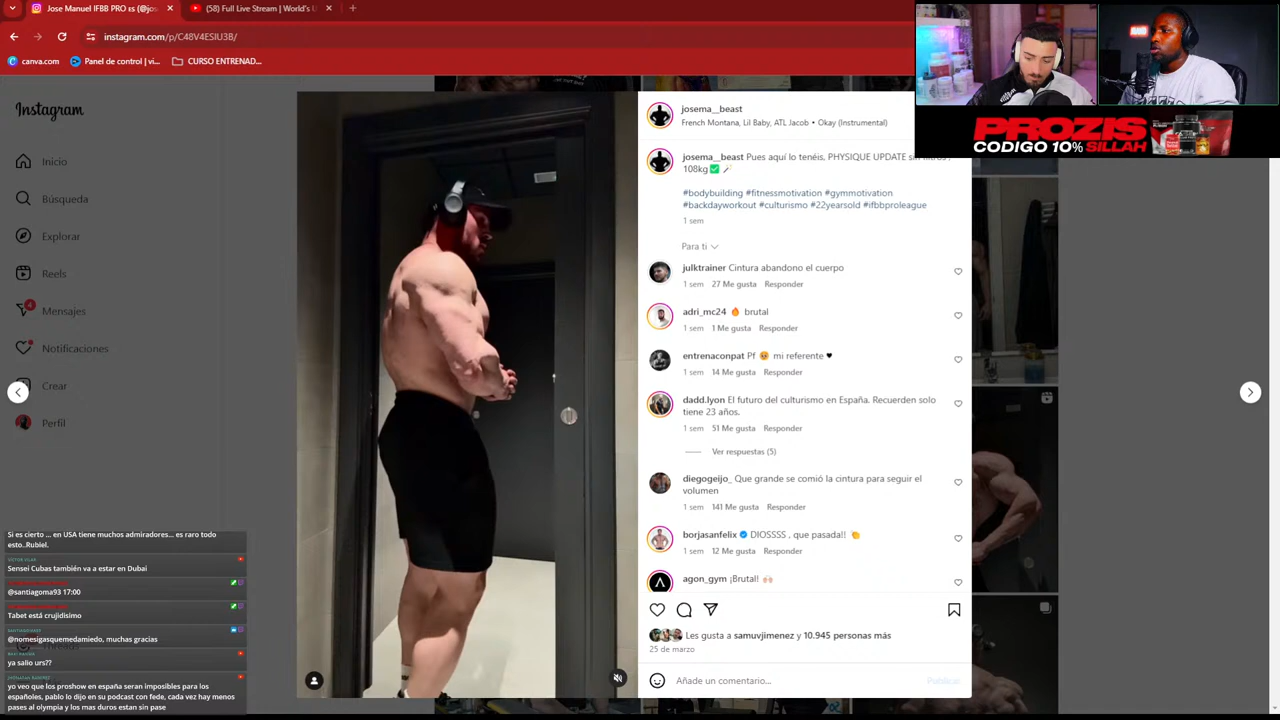 Jose Manuel IFBB PRO ss (@jos
(58) Full Live Stream | World's U
instagram.com/p/C48V4ESIU3B/
canva.com
Panel de control | vi...
CURSO ENTRENAD...
PROZIS
CODIGO 10% SILLAH
Instagram
Inicio
Búsqueda
Explorar
Reels
4
Mensajes
Notificaciones
Crear
Perfil
josema__beast
French Montana, Lil Baby, ATL Jacob • Okay (Instrumental)
josema__beast Pues aquí lo tenéis, PHYSIQUE UPDATE sin filtros ,
108kg✅
#bodybuilding #fitnessmotivation #gymmotivation
#backdayworkout #culturismo #22yearsold #ifbbproleague
1 sem
Para ti
julktrainer Cintura abandono el cuerpo
1 sem 27 Me gusta Responder
adri_mc24 🔥 brutal
1 sem 1 Me gusta Responder
entrenaconpat Pf 😡 mi referente ♥
1 sem 14 Me gusta Responder
dadd.lyon El futuro del culturismo en España. Recuerden solo
tiene 23 años.
1 sem 51 Me gusta Responder
Ver respuestas (5)
diegogeijo_ Que grande se comió la cintura para seguir el
volumen
1 sem 141 Me gusta Responder
borjasanfelix DIOSSSS , que pasada!! 👏
1 sem 12 Me gusta Responder
agon_gym ¡Brutal! 🙌🏻
Les gusta a samuvjimenez y 10.945 personas más
25 de marzo
Añade un comentario...
Publicar
Si es cierto ... en USA tiene muchos admiradores... es raro todo
esto..Rubiel.
Sensei Cubas también va a estar en Dubai
@santiagoma93 17:00
Tabet está crujidisimo
@nomesigasquemedamiedo, muchas gracias
ya salio urs??
yo veo que los proshow en españa seran imposibles para los
españoles, pablo lo dijo en su podcast con fede, cada vez hay menos
pases al olympia y los mas duros estan sin pase